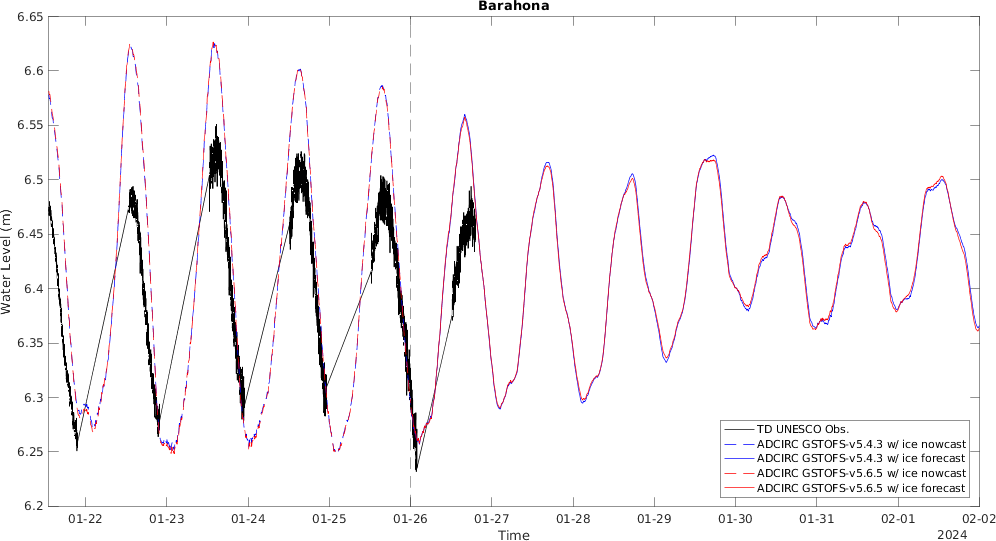 Barahona
6.65
6.6
6.55
6.5
6.45
6.4
6.35
6.3
6.25
6.2
Water Level (m)
TD UNESCO Obs.
ADCIRC GSTOFS-v5.4.3 w/ ice nowcast
ADCIRC GSTOFS-v5.4.3 w/ ice forecast
ADCIRC GSTOFS-v5.6.5 w/ ice nowcast
ADCIRC GSTOFS-v5.6.5 w/ ice forecast
01-22 01-23 01-24 01-25 01-26 01-27 01-28 01-29 01-30 01-31 02-01 02-02
Time
2024